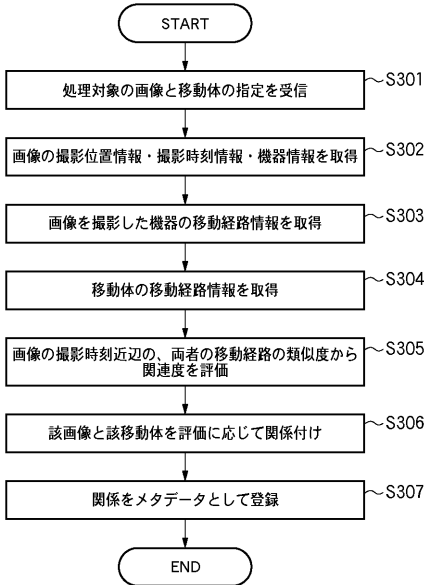 START
処理対象の画像と移動体の指定を受信
S301
画像の撮影位置情報・撮影時刻情報・機器情報を取得
S302
画像を撮影した機器の移動経路情報を取得
S303
移動体の移動経路情報を取得
S304
画像の撮影時刻近辺の、両者の移動経路の類似度から
関連度を評価
S305
該画像と該移動体を評価に応じて関係付け
S306
関係をメタデータとして登録
S307
END